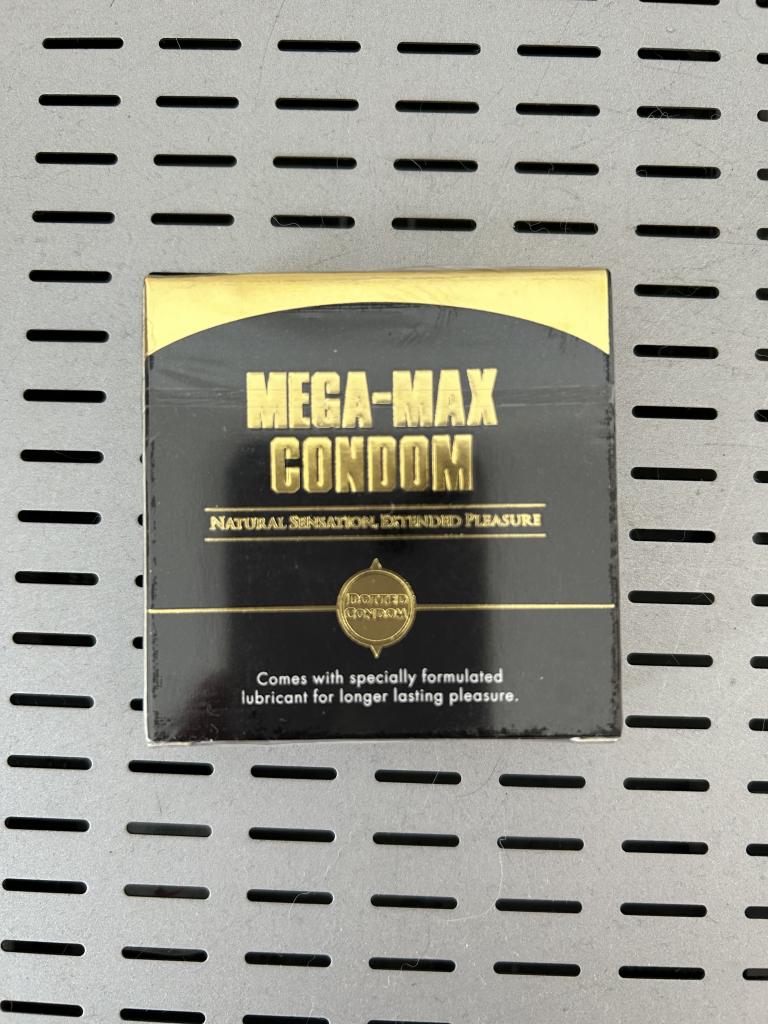 MEGA-MAX
CONDOM
NATURAL SENSATION, EXTENDED PLEASURE
DOTTED
CONDOM
Comes with specially formulated
lubricant for longer lasting pleasure.